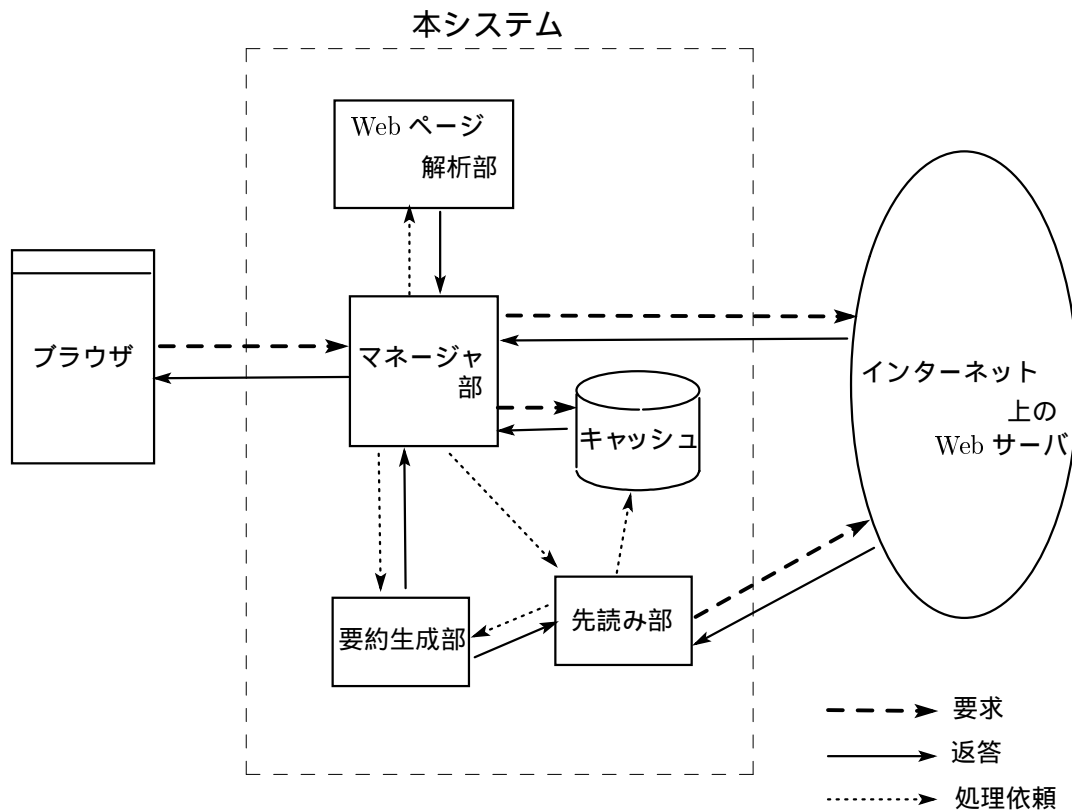 本システム
Web ページ
解析部
ブラウザ
マネージャ
部
キャッシュ
インターネット
上の
Web サーバ
要約生成部
先読み部
要求
返答
処理依頼